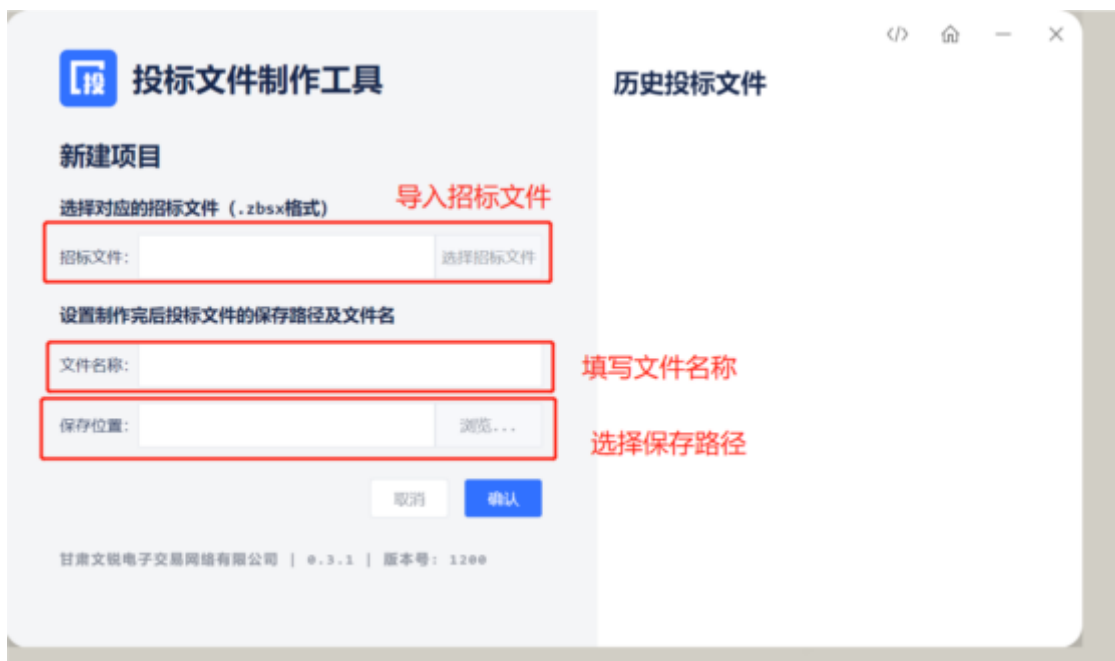 投标文件制作工具
历史投标文件
新建项目
导入招标文件
选择对应的招标文件（.zbsx格式）
招标文件：
选择招标文件
设置制作完后投标文件的保存路径及文件名
文件名称：
填写文件名称
保存位置：
浏览...
选择保存路径
取消
确认
甘肃文锐电子交易网络有限公司 | 0.3.1 | 版本号: 1200